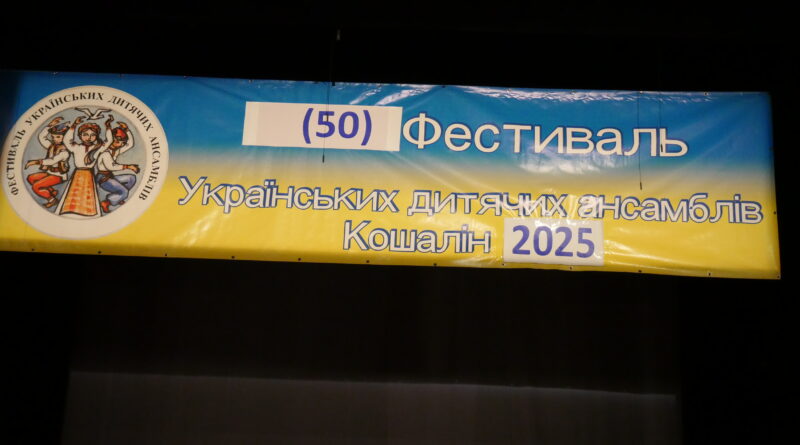 ФЕСТИВАЛЬ УКРАЇНСЬКИХ ДИТЯЧИХ АНСАМБЛІВ
(50) Фестиваль
Українських дитячих ансамблів
Кошалін 2025